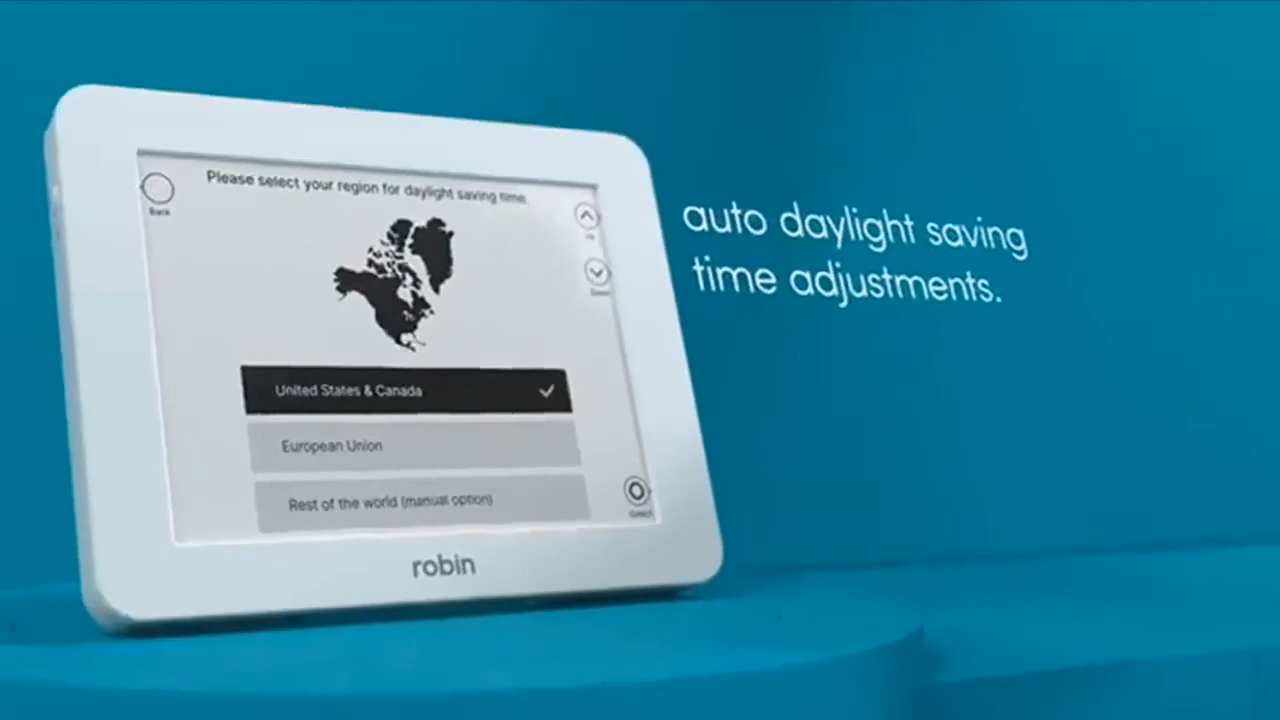 Please select your region for daylight saving time.
Back
auto daylight saving
time adjustments.
United States & Canada
European Union
Rest of the world (manual option)
Select
robin